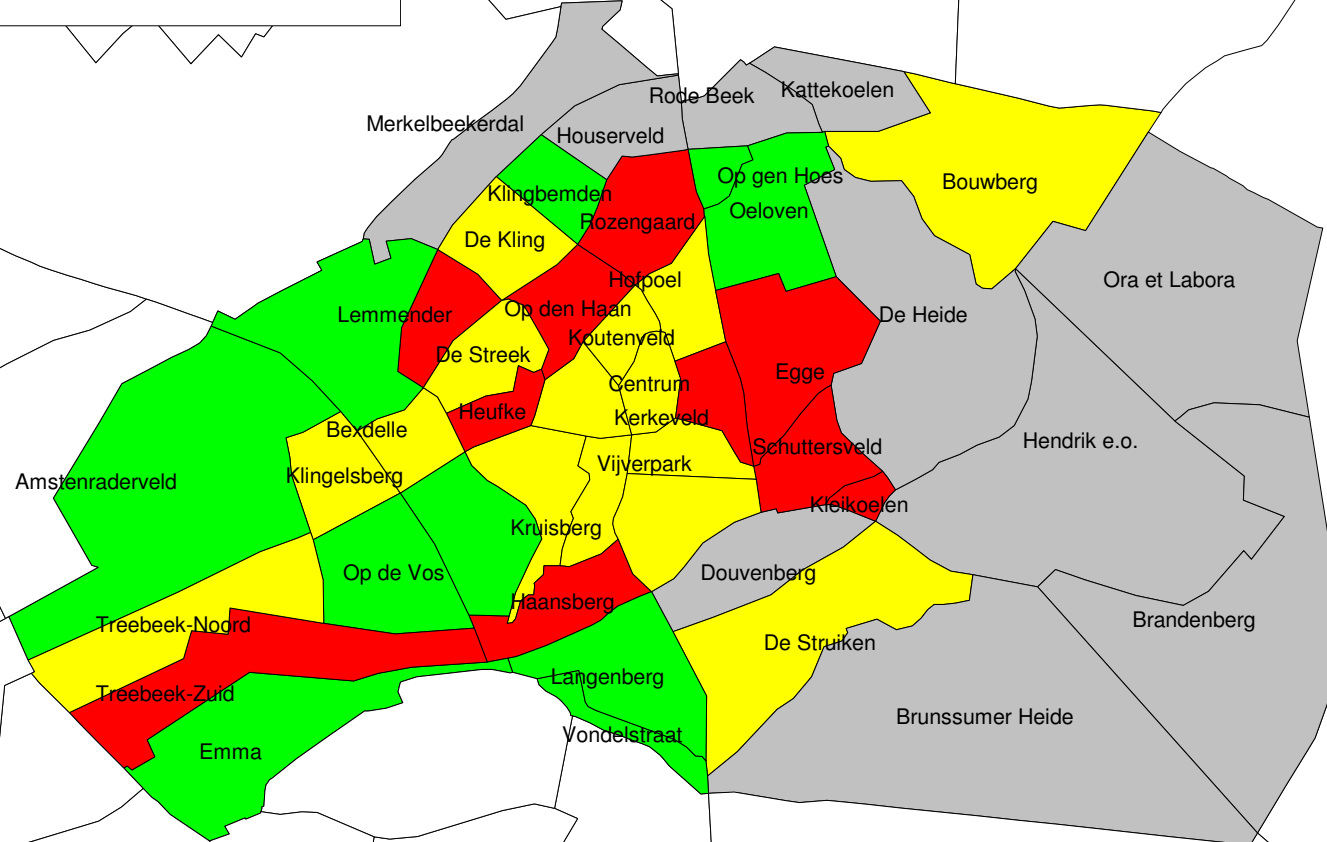 Kattekoelen
Rode Beek
Merkelbeekerdal
Houserveld
Op gen Hoes
Bouwberg
Klingbemden
Oeloven
Rozengaard
De Kling
Hofpoel
Ora et Labora
Op den Haan
Lemmender
De Heide
Koutenveld
De Streek
Egge
Centrum
Heufke
Kerkeveld
Bexdelle
Hendrik e.o.
Schuttersveld
Vijverpark
Klingelsberg
Amstenraderveld
Kleikoelen
Kruisberg
Op de Vos
Douvenberg
Haansberg
Brandenberg
Treebeek-Noord
De Struiken
Langenberg
Treebeek-Zuid
Brunssumer Heide
Vondelstraat
Emma